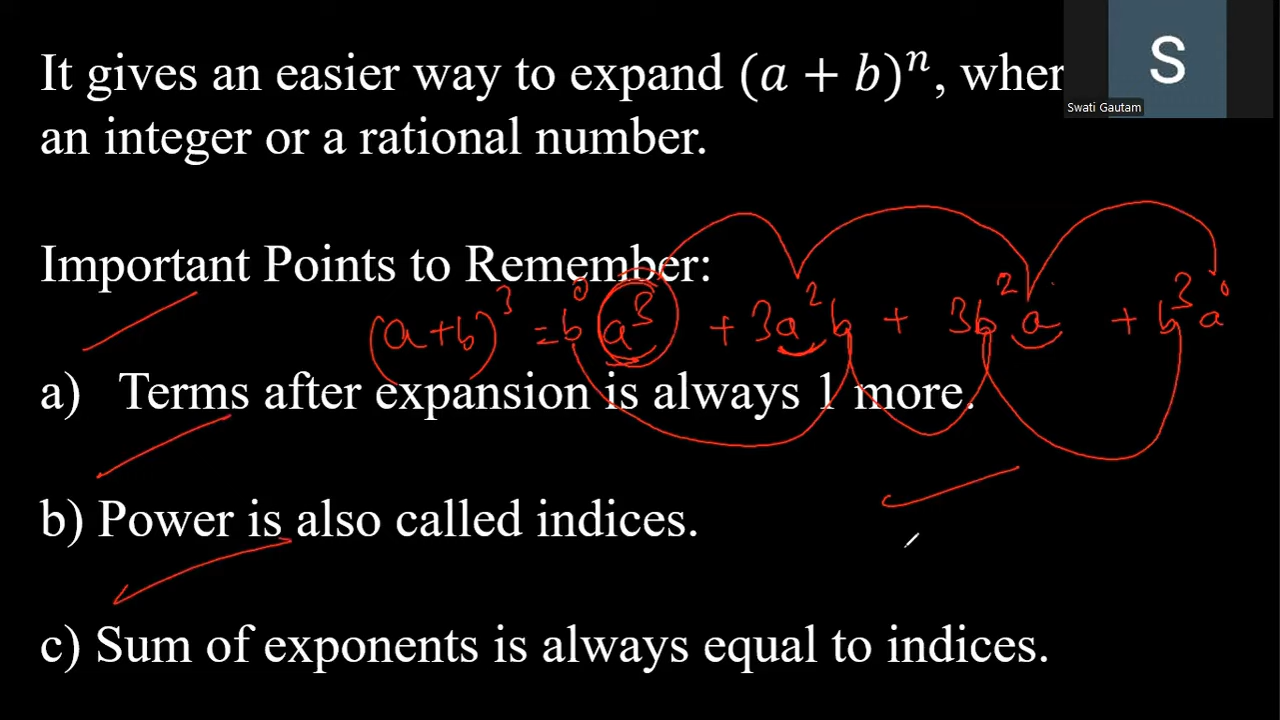 It gives an easier way to expand (a + b)ⁿ, wher
S
Swati Gautam
an integer or a rational number.
Important Points to Remember:
(a+b)³ = b⁰a³ + 3a²b + 3b²a + b³a⁰
a) Terms after expansion is always 1 more.
b) Power is also called indices.
c) Sum of exponents is always equal to indices.